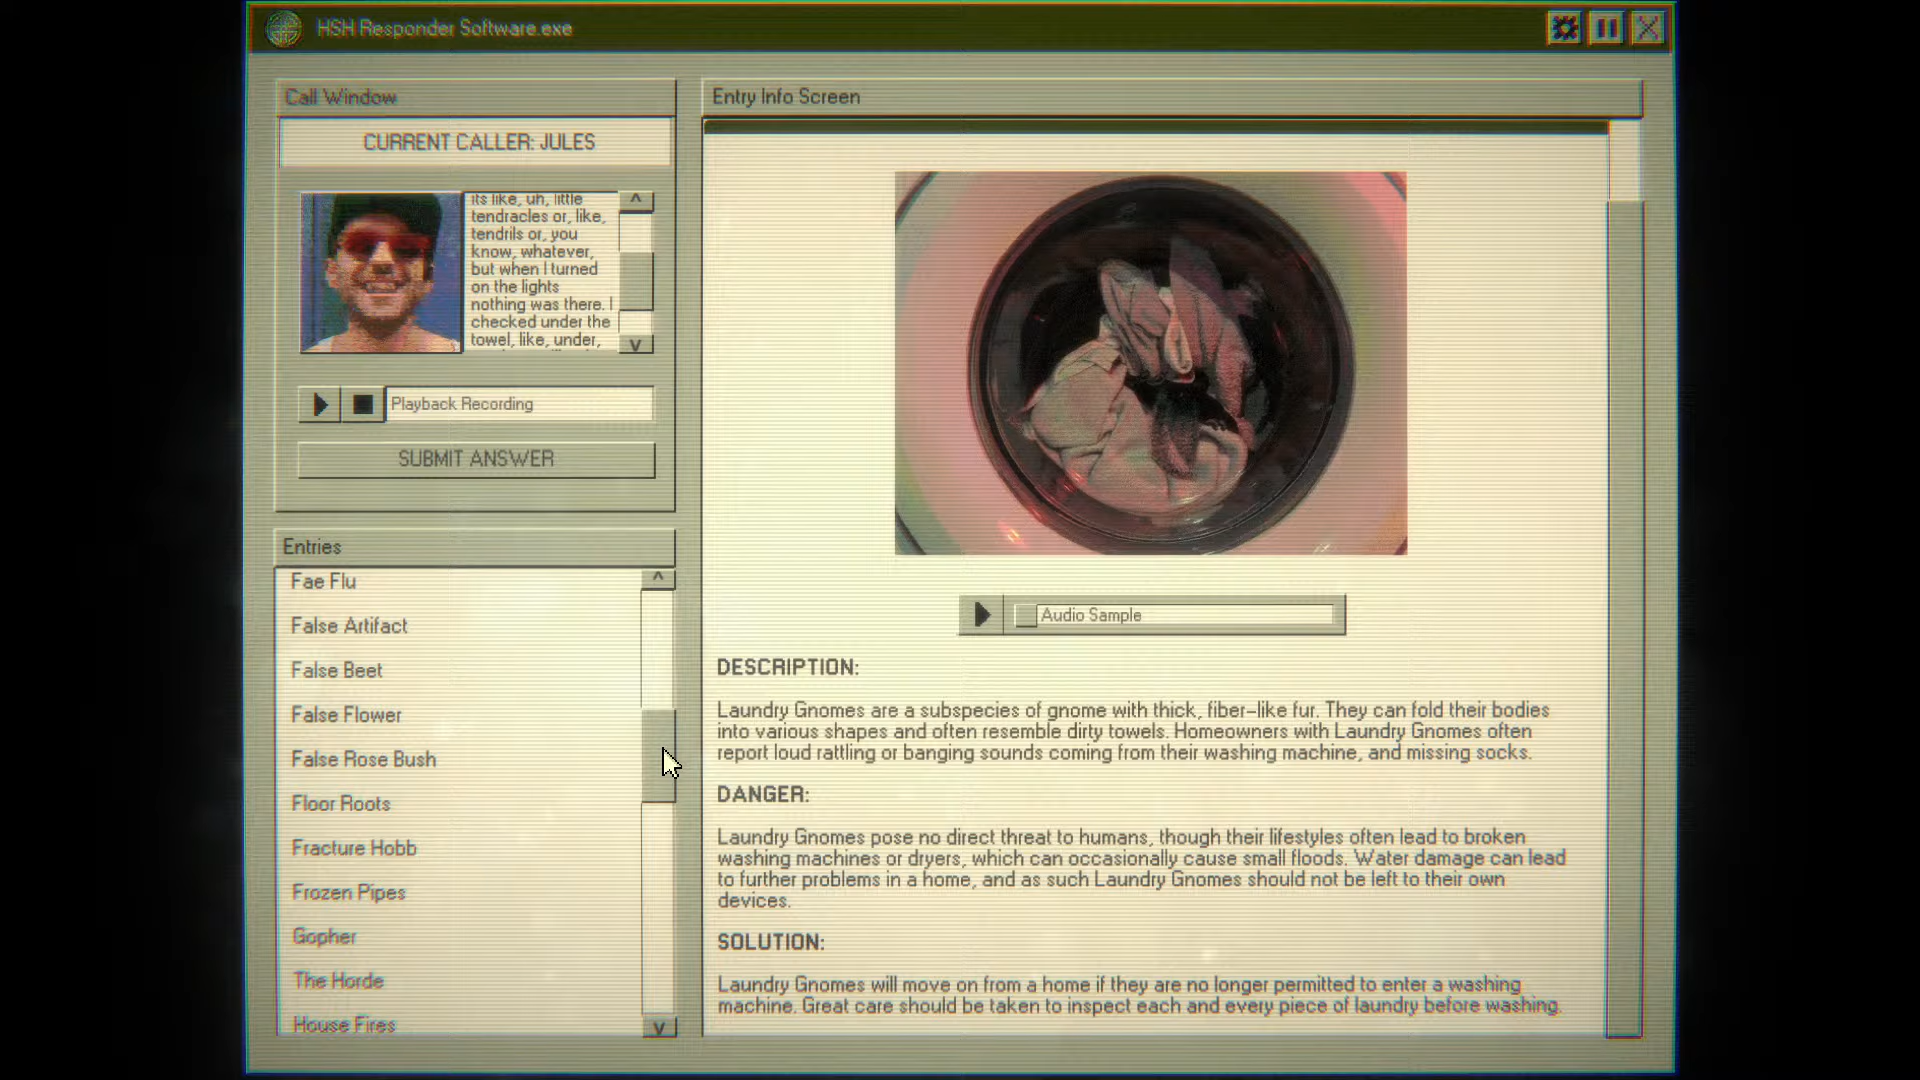 HSH Responder Software.exe
Call Window
CURRENT CALLER: JULES
its like, uh, little
tendracles or, like,
tendrils or, you
know, whatever,
but when I turned
on the lights
nothing was there. I
checked under the
towel, like, under,
Playback Recording
SUBMIT ANSWER
Entries
Fae Flu
False Artifact
False Beet
False Flower
False Rose Bush
Floor Roots
Fracture Hobb
Frozen Pipes
Gopher
The Horde
House Fires
Entry Info Screen
Audio Sample
DESCRIPTION:
Laundry Gnomes are a subspecies of gnome with thick, fiber-like fur. They can fold their bodies
into various shapes and often resemble dirty towels. Homeowners with Laundry Gnomes often
report loud rattling or banging sounds coming from their washing machine, and missing socks.
DANGER:
Laundry Gnomes pose no direct threat to humans, though their lifestyles often lead to broken
washing machines or dryers, which can occasionally cause small floods. Water damage can lead
to further problems in a home, and as such Laundry Gnomes should not be left to their own
devices.
SOLUTION:
Laundry Gnomes will move on from a home if they are no longer permitted to enter a washing
machine. Great care should be taken to inspect each and every piece of laundry before washing.